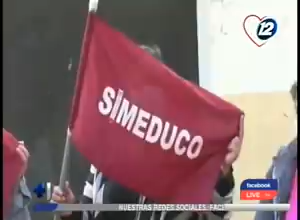 12
SIMEDUCO
facebook
LIVE
NUESTRAS REDES SOCIALES, FACE